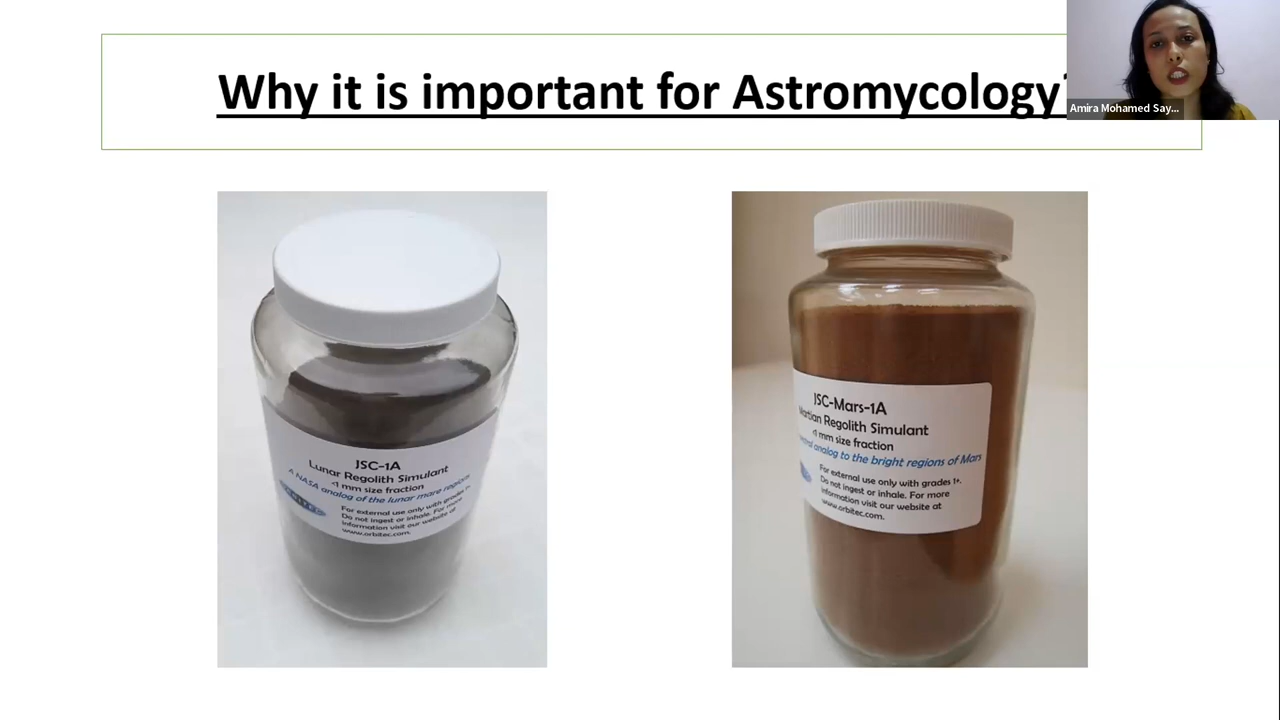 Why it is important for Astromycology?
Amira Mohamed Say...
JSC-1A
Lunar Regolith Simulant
<1 mm size fraction
A NASA analog of the lunar mare regions
For external use only with grades
Do not ingest or inhale. For more
information visit our website at
www.orbitec.com.
JSC-Mars-1A
Martian Regolith Simulant
<1 mm size fraction
analog to the bright regions of Mars
For external use only with grades 1+.
Do not ingest or inhale. For more
information visit our website at
www.orbitec.com.